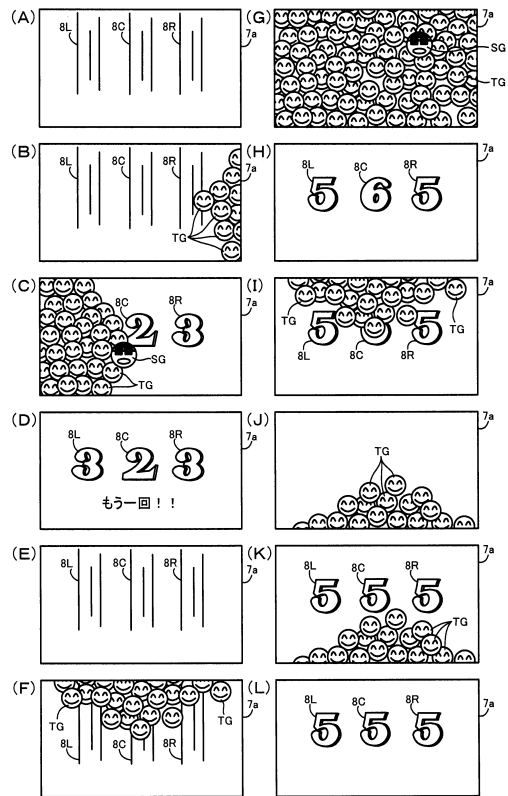 (A) 8L 8C 8R 7a
(B) 8L 8C 8R 7a
TG
(C) 8C 8R 7a
2 3
SG
TG
(D) 8L 8C 8R 7a
3 2 3
もう一回！！
(E) 8L 8C 8R 7a
(F) 7a
TG TG
8L 8C 8R
(G) 7a
SG
TG
(H) 8L 8C 8R 7a
5 6 5
(I) 7a
TG TG
5 5
8L 8C 8R
(J) 7a
TG
(K) 8L 8C 8R 7a
5 5 5
TG
(L) 8L 8C 8R 7a
5 5 5